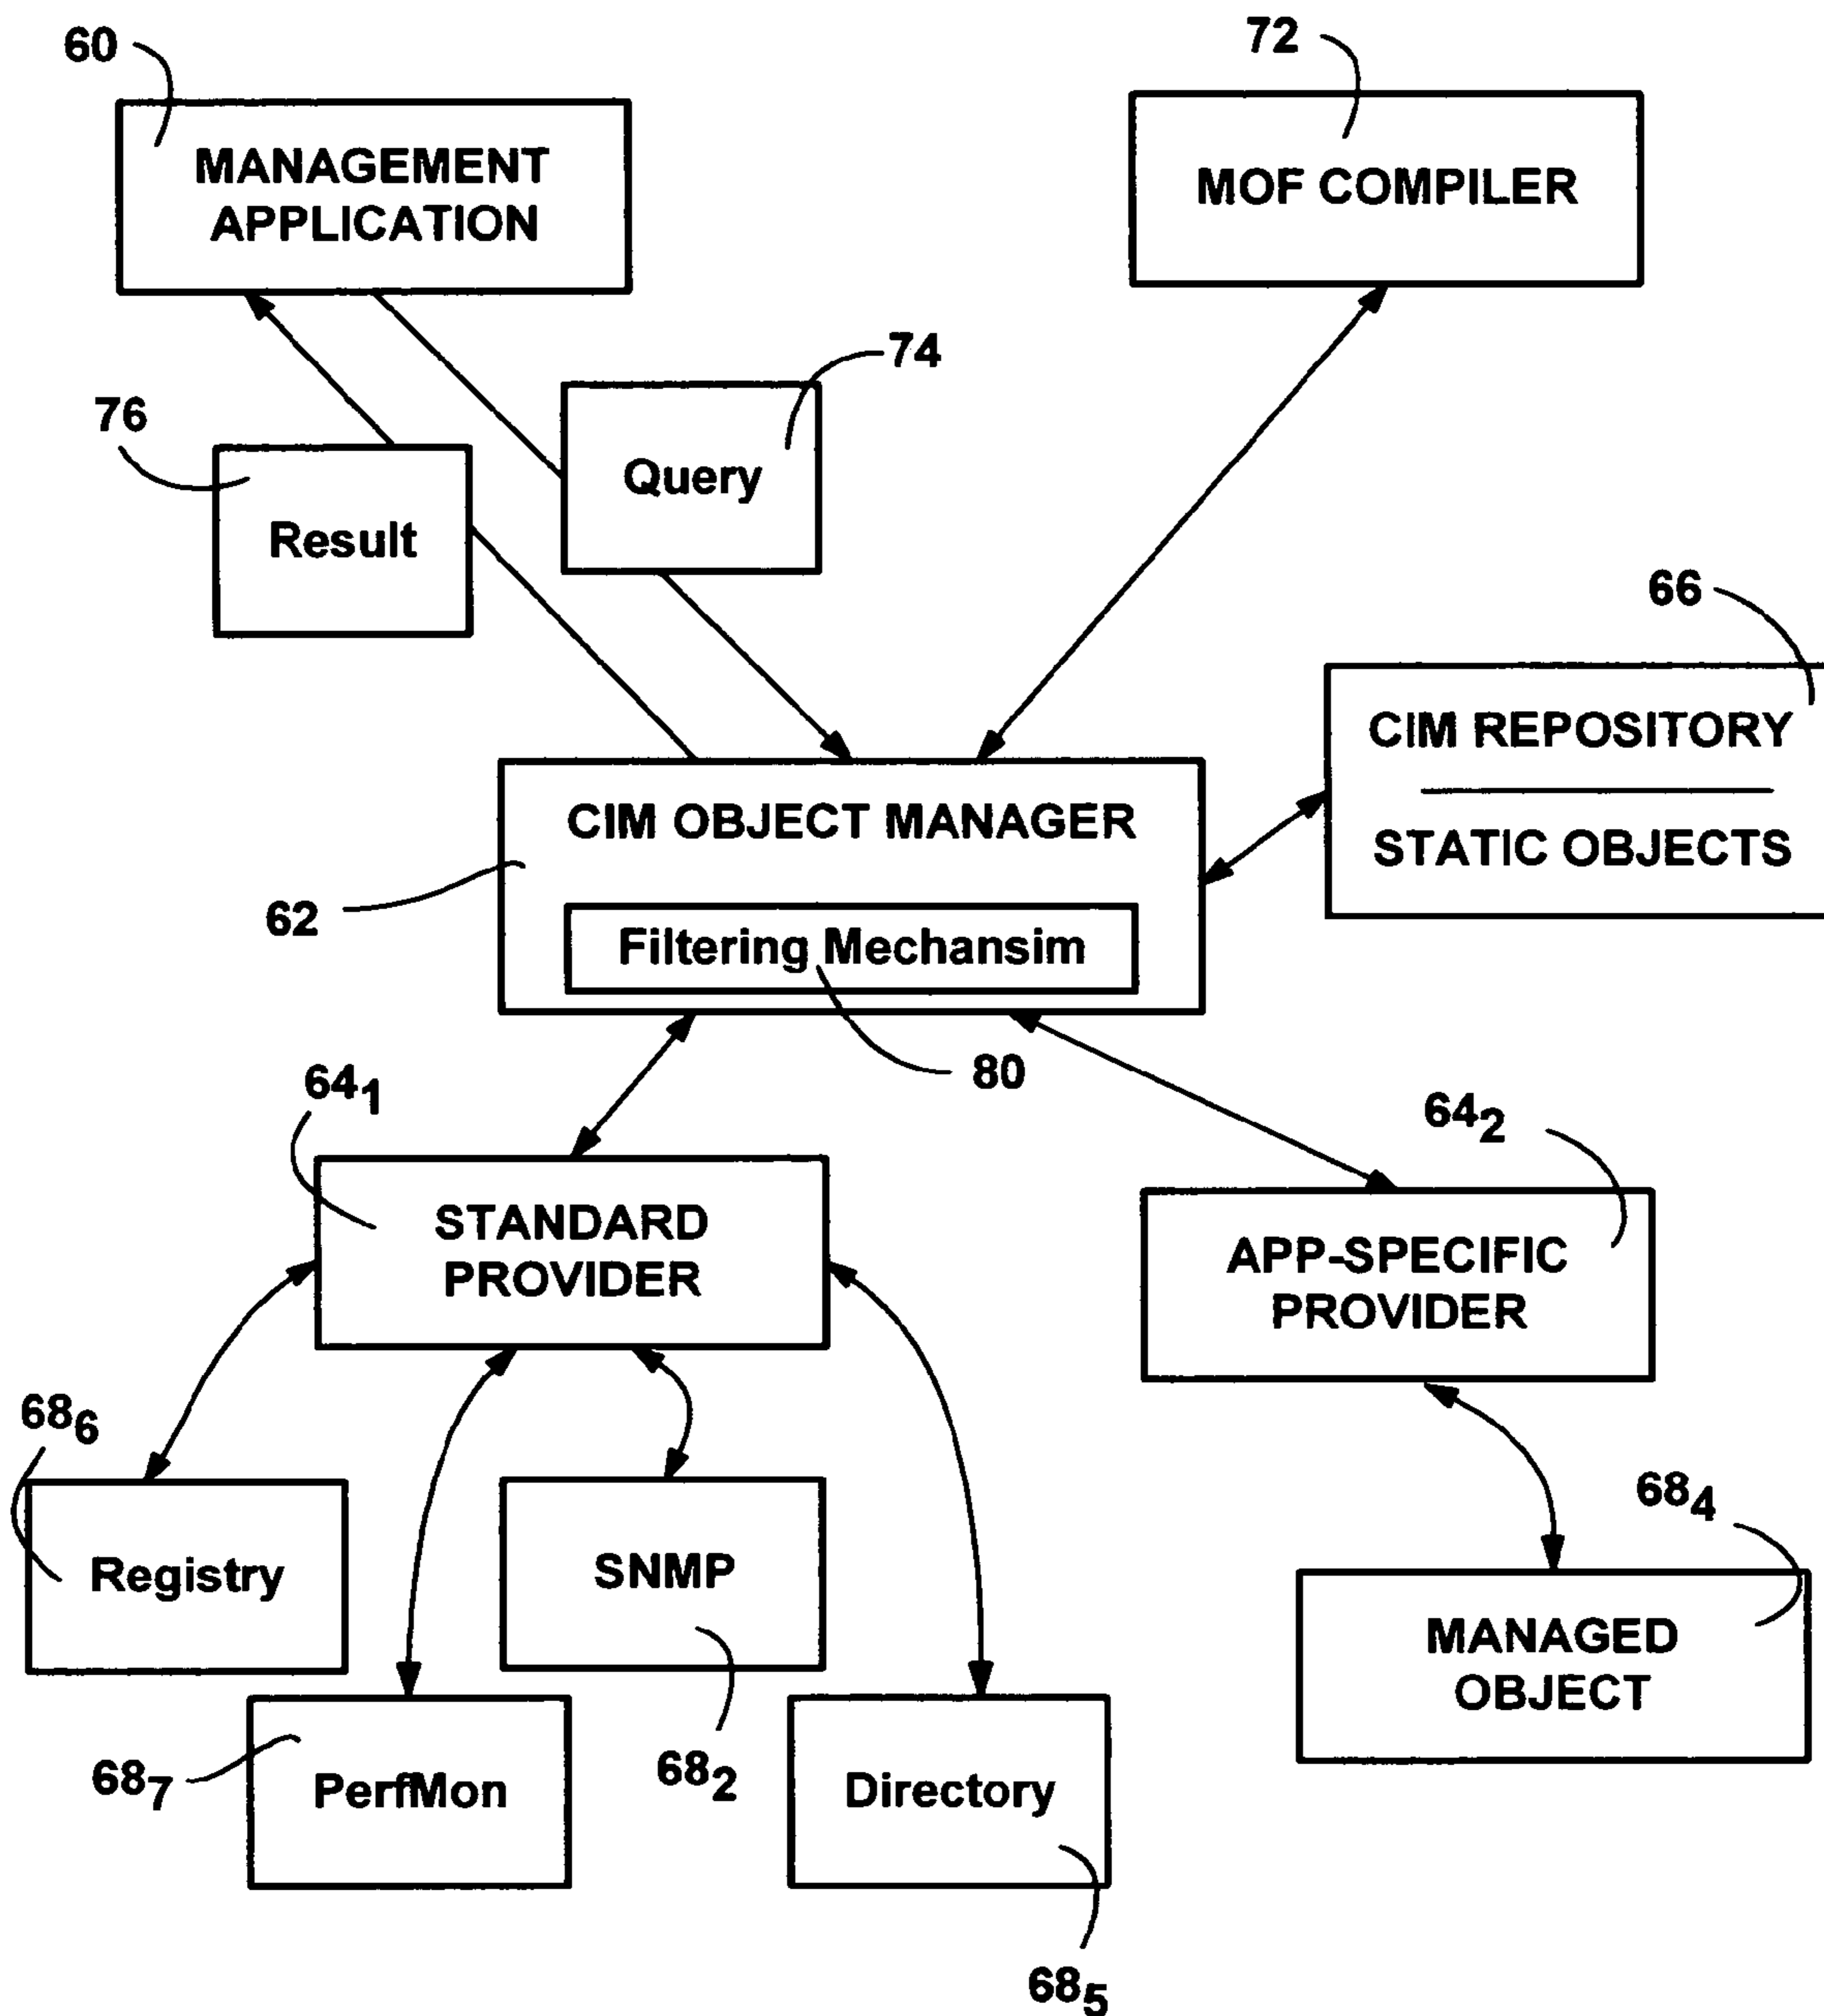 60
72
MANAGEMENT
APPLICATION
MOF COMPILER
74
76
Query
Result
66
CIM REPOSITORY
STATIC OBJECTS
CIM OBJECT MANAGER
62
Filtering Mechansim
80
64₁
64₂
STANDARD
PROVIDER
APP-SPECIFIC
PROVIDER
68₆
68₄
Registry
SNMP
MANAGED
OBJECT
68₇
PerfMon
68₂
Directory
68₅